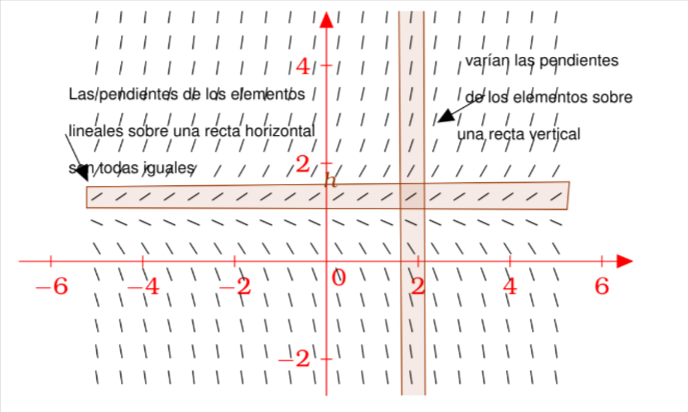 varían las pendientes
de los elementos sobre
una recta vertical
Las pendientes de los elementos
lineales sobre una recta horizontal
son todas iguales
4
2
h
−6 −4 −2 0 2 4 6
−2